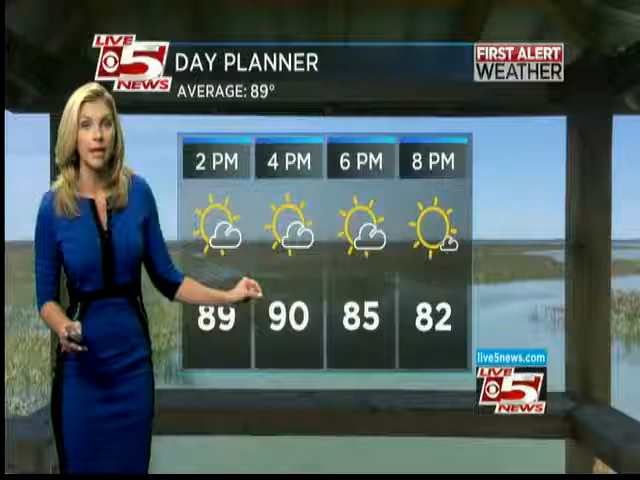 LIVE
5
NEWS
DAY PLANNER
AVERAGE: 89°
FIRST ALERT
WEATHER
2 PM 4 PM 6 PM 8 PM
89 90 85 82
live5news.com
LIVE
5
NEWS